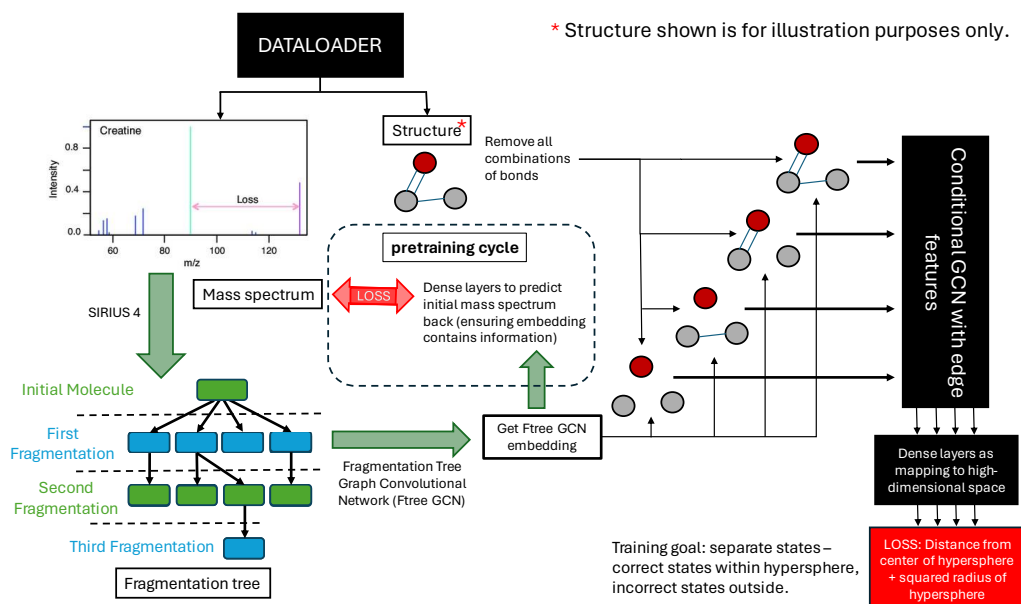 DATALOADER
* Structure shown is for illustration purposes only.
Creatine
Intensity
0.8
0.4
0.0
Loss
60
80
100
120
m/z
Structure*
Remove all
combinations
of bonds
pretraining cycle
Mass spectrum
LOSS
Dense layers to predict
initial mass spectrum
back (ensuring embedding
contains information)
SIRIUS 4
Initial Molecule
First
Fragmentation
Second
Fragmentation
Third Fragmentation
Fragmentation tree
Fragmentation Tree
Graph Convolutional
Network (Ftree GCN)
Get Ftree GCN
embedding
Conditional GCN with edge
features
Dense layers as
mapping to high-
dimensional space
Training goal: separate states –
correct states within hypersphere,
incorrect states outside.
LOSS: Distance from
center of hypersphere
+ squared radius of
hypersphere